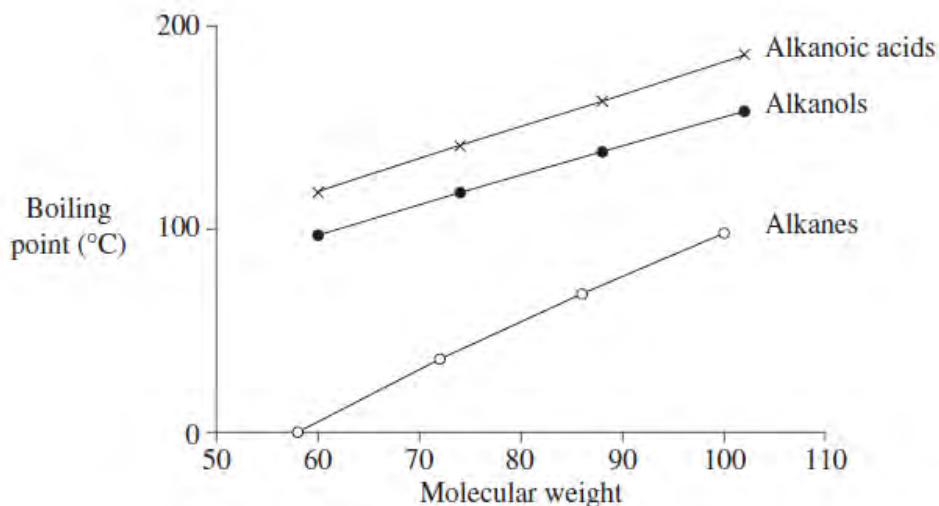 200
Alkanoic acids
Alkanols
Boiling
point (°C)
100
Alkanes
0
50 60 70 80 90 100 110
Molecular weight